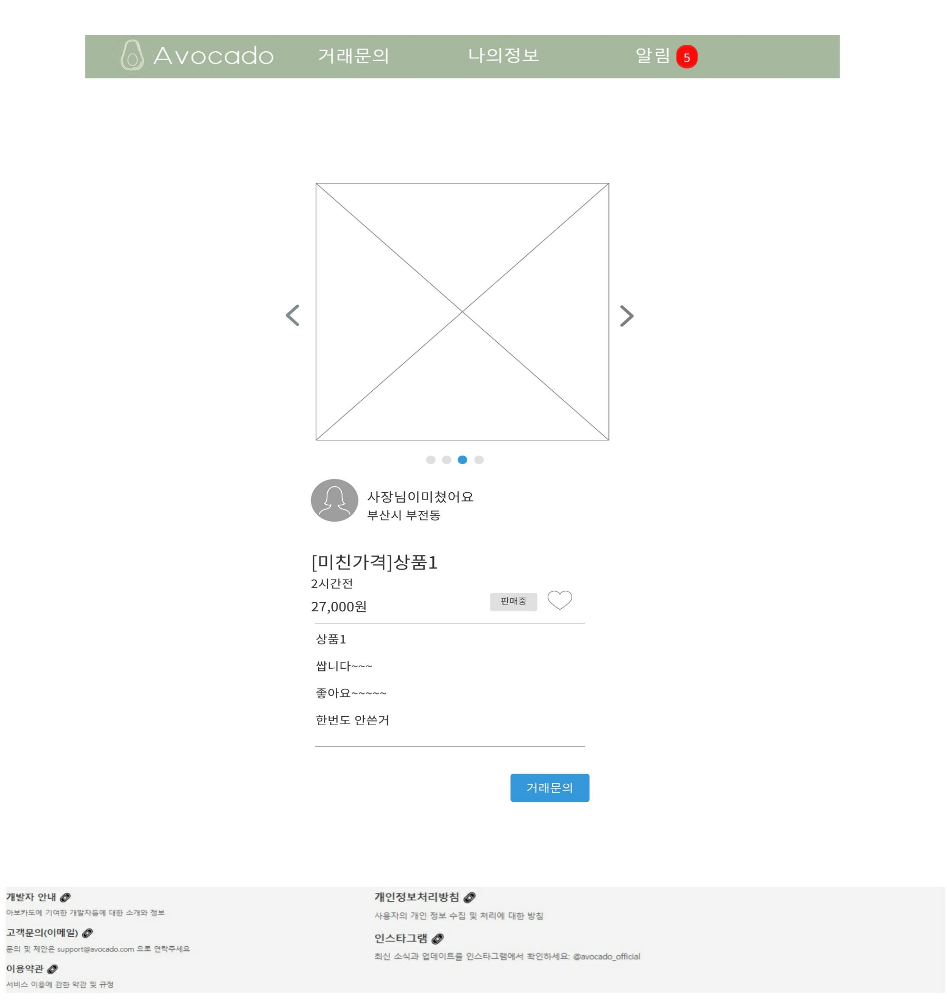 Avocado 거래문의 나의정보 알림 5
사장님이미쳤어요
부산시 부전동
[미친가격]상품1
2시간전
27,000원 판매중
상품1
쌉니다~~~
좋아요~~~~~
한번도 안쓴거
거래문의
개발자 안내
아보카도에 기여한 개발자들에 대한 소개와 정보
고객문의(이메일)
문의 및 제안은 support@avocado.com 으로 연락주세요
이용약관
서비스 이용에 관한 약관 및 규정
개인정보처리방침
사용자의 개인 정보 수집 및 처리에 대한 방침
인스타그램
최신 소식과 업데이트를 인스타그램에서 확인하세요: @avocado_official